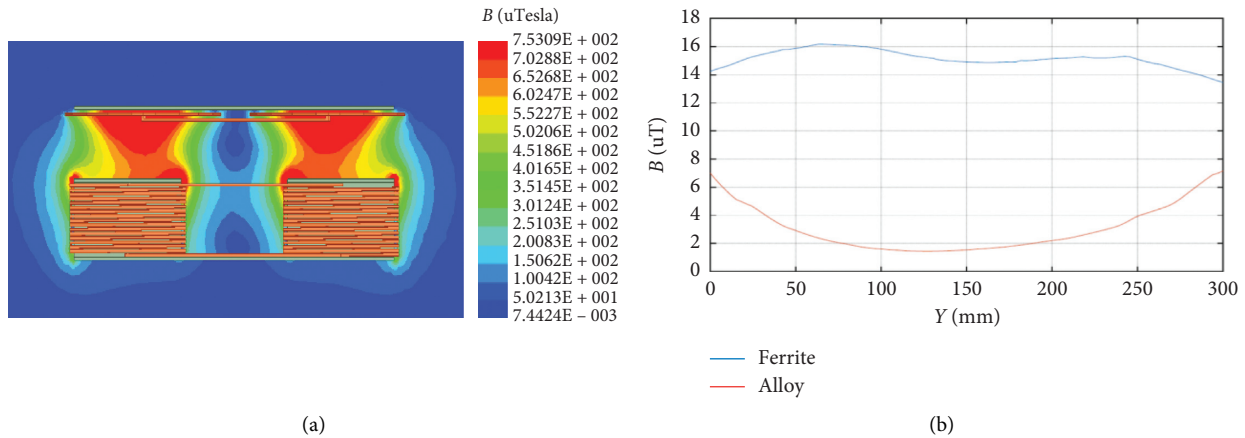 B (uTesla)
7.5309E + 002
7.0288E + 002
6.5268E + 002
6.0247E + 002
5.5227E + 002
5.0206E + 002
4.5186E + 002
4.0165E + 002
3.5145E + 002
3.0124E + 002
2.5103E + 002
2.0083E + 002
1.5062E + 002
1.0042E + 002
5.0213E + 001
7.4424E – 003
(a)
18
16
14
12
10
8
6
4
2
0
B (uT)
0 50 100 150 200 250 300
Y (mm)
Ferrite
Alloy
(b)